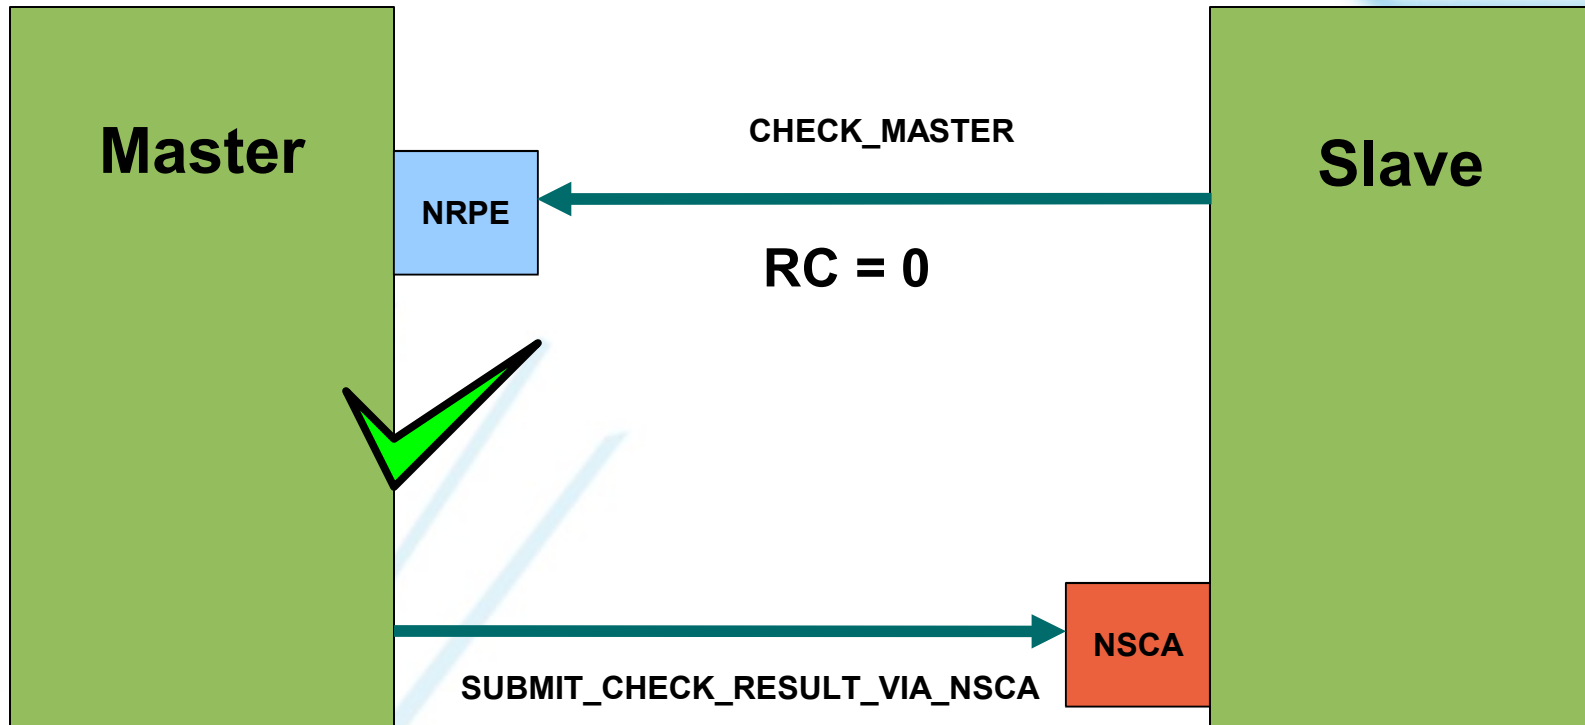 Master
CHECK_MASTER
Slave
NRPE
RC = 0
NSCA
SUBMIT_CHECK_RESULT_VIA_NSCA